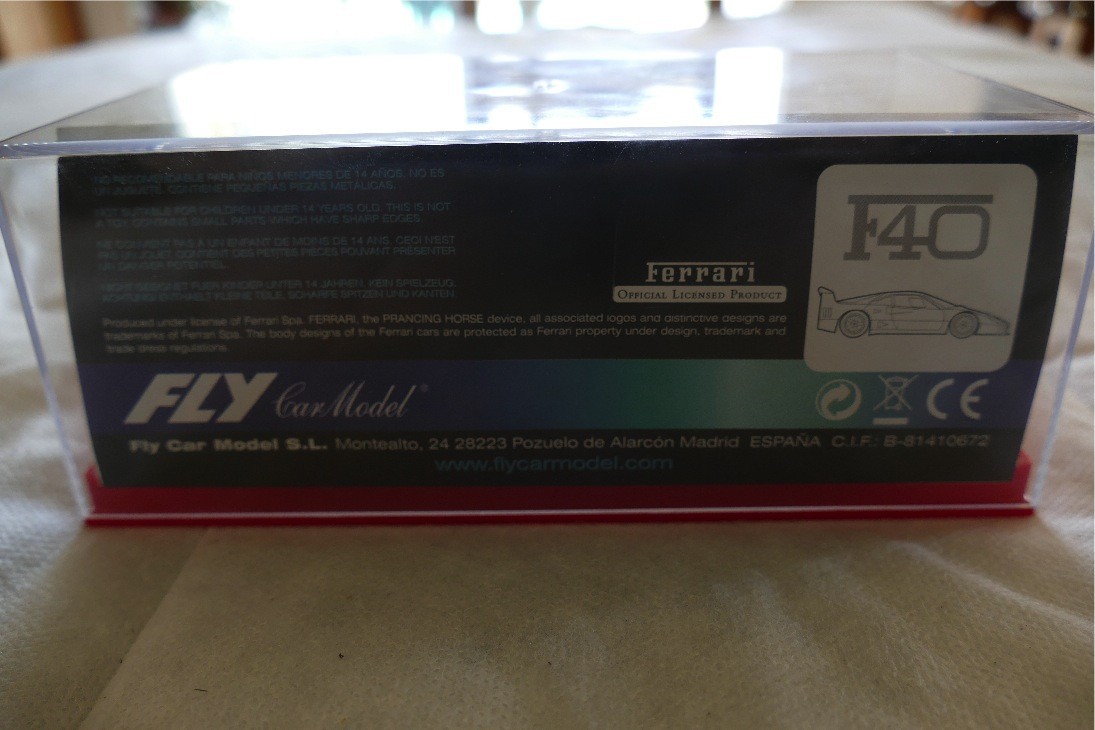 NO RECOMENDABLE PARA NIÑOS MENORES DE 14 AÑOS. NO ES
UN JUGUETE. CONTIENE PEQUEÑAS PIEZAS METÁLICAS.
NOT SUITABLE FOR CHILDREN UNDER 14 YEARS OLD. THIS IS NOT
A TOY. CONTAINS SMALL PARTS WHICH HAVE SHARP EDGES.
NE CONVIENT PAS A UN ENFANT DE MOINS DE 14 ANS. CECI N'EST
PAS UN JOUET. CONTIENT DES PETITES PIÈCES POUVANT PRÉSENTER
UN DANGER POTENTIEL.
NICHT GEEIGNET FUER KINDER UNTER 14 JAHREN. KEIN SPIELZEUG.
ACHTUNG: ENTHÄLT KLEINE TEILE, SCHARFE SPITZEN UND KANTEN.
F40
Ferrari
OFFICIAL LICENSED PRODUCT
Produced under license of Ferrari Spa. FERRARI, the PRANCING HORSE device, all associated logos and distinctive designs are
trademarks of Ferrari Spa. The body designs of the Ferrari cars are protected as Ferrari property under design, trademark and
trade dress regulations.
FLY Car Model®
CE
Fly Car Model S.L. Montealto, 24 28223 Pozuelo de Alarcón Madrid ESPAÑA C.I.F.: B-81410672
www.flycarmodel.com